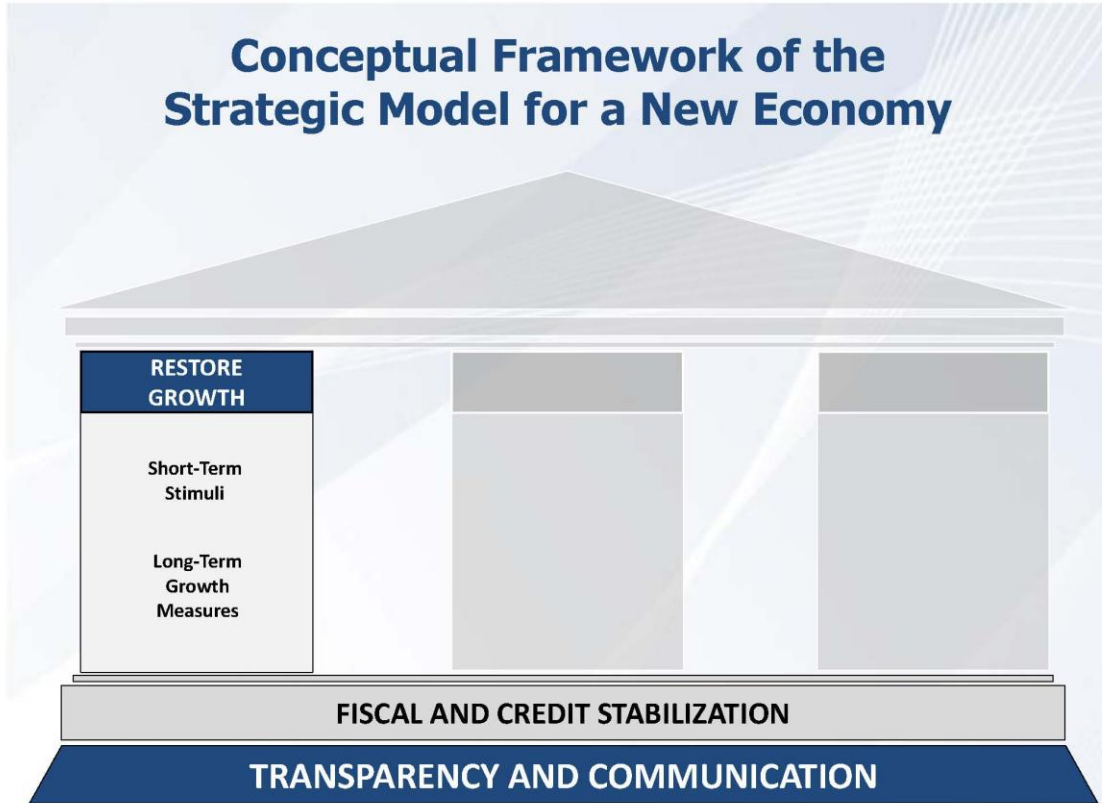 Conceptual Framework of the
Strategic Model for a New Economy
RESTORE
GROWTH
Short-Term
Stimuli
Long-Term
Growth
Measures
FISCAL AND CREDIT STABILIZATION
TRANSPARENCY AND COMMUNICATION